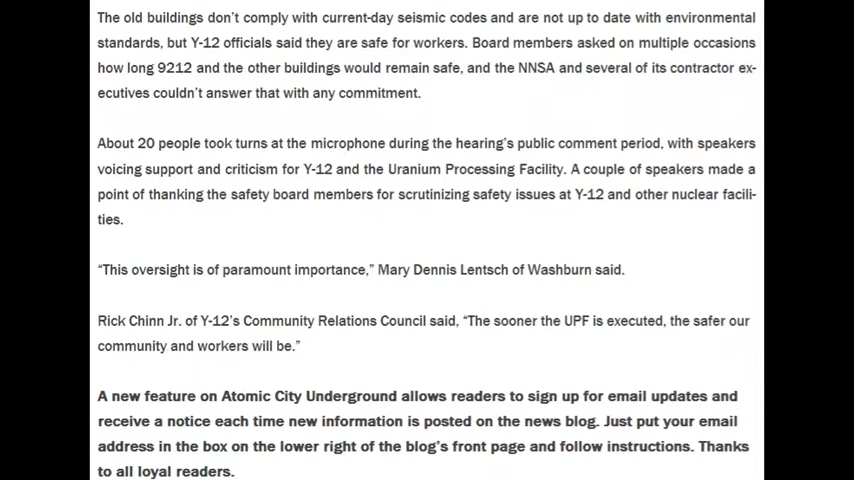 The old buildings don’t comply with current-day seismic codes and are not up to date with environmental
standards, but Y-12 officials said they are safe for workers. Board members asked on multiple occasions
how long 9212 and the other buildings would remain safe, and the NNSA and several of its contractor ex-
ecutives couldn’t answer that with any commitment.
About 20 people took turns at the microphone during the hearing’s public comment period, with speakers
voicing support and criticism for Y-12 and the Uranium Processing Facility. A couple of speakers made a
point of thanking the safety board members for scrutinizing safety issues at Y-12 and other nuclear facili-
ties.
“This oversight is of paramount importance,” Mary Dennis Lentsch of Washburn said.
Rick Chinn Jr. of Y-12’s Community Relations Council said, “The sooner the UPF is executed, the safer our
community and workers will be.”
A new feature on Atomic City Underground allows readers to sign up for email updates and
receive a notice each time new information is posted on the news blog. Just put your email
address in the box on the lower right of the blog’s front page and follow instructions. Thanks
to all loyal readers.